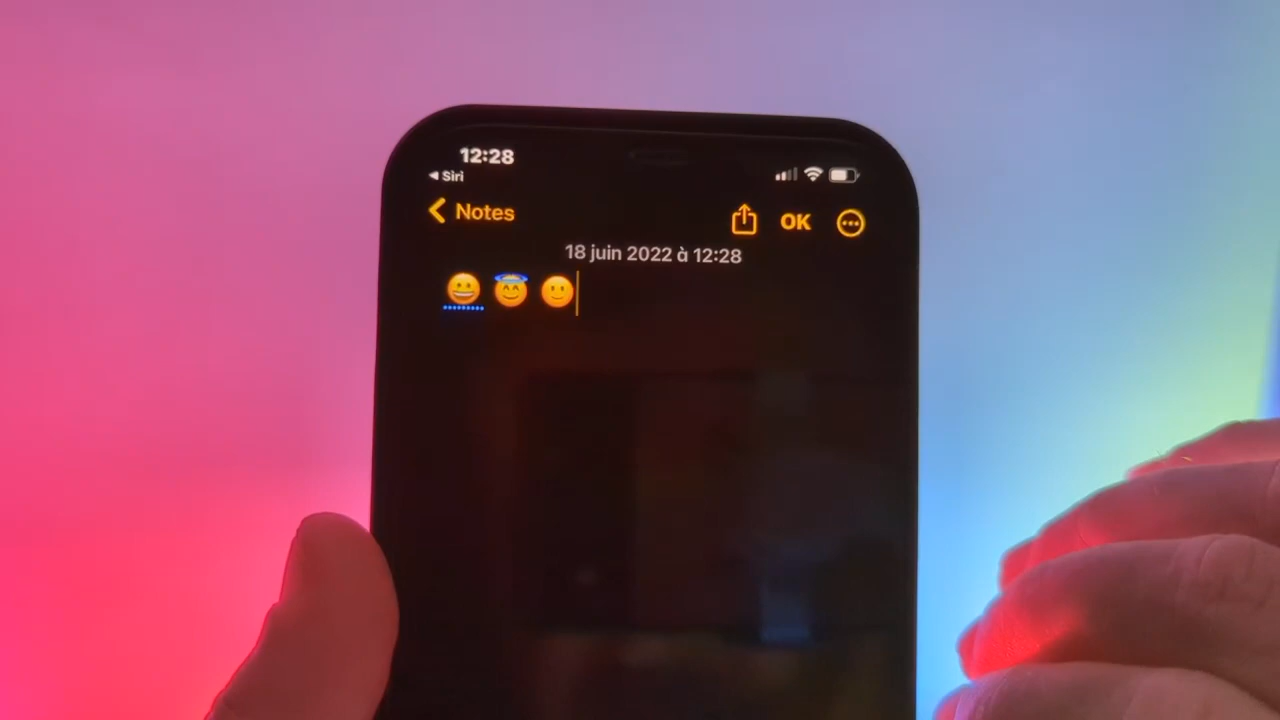 12:28
◀ Siri
Notes
OK
18 juin 2022 à 12:28
😀 😇 🙂